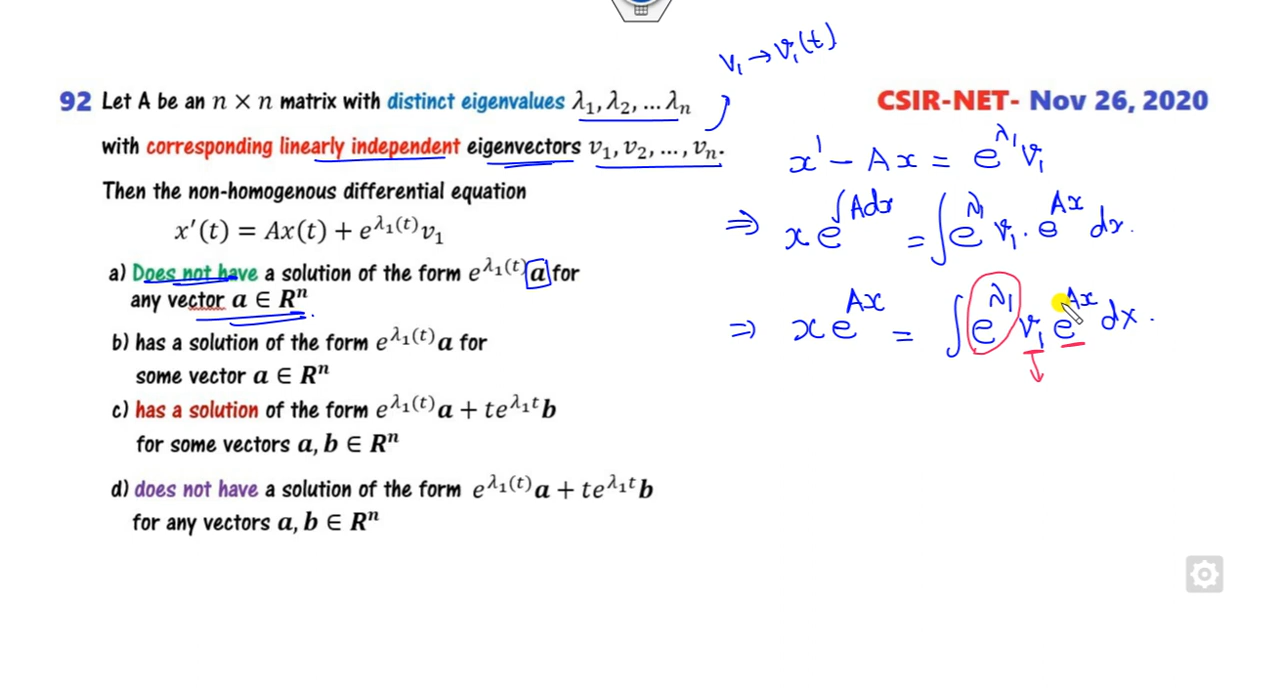 v₁ → v₁(t)
92 Let A be an n × n matrix with distinct eigenvalues λ₁, λ₂, ... λₙ
CSIR-NET- Nov 26, 2020
with corresponding linearly independent eigenvectors v₁, v₂, ..., vₙ.
Then the non-homogenous differential equation
x′(t) = Ax(t) + e^{λ₁(t)}v₁
a) Does not have a solution of the form e^{λ₁(t)}a for
any vector a ∈ Rⁿ
b) has a solution of the form e^{λ₁(t)}a for
some vector a ∈ Rⁿ
c) has a solution of the form e^{λ₁(t)}a + te^{λ₁t}b
for some vectors a, b ∈ Rⁿ
d) does not have a solution of the form e^{λ₁(t)}a + te^{λ₁t}b
for any vectors a, b ∈ Rⁿ
x' − Ax = e^{λ₁}v₁
⇒ x e^{∫Adx} = ∫e^{λ₁} v₁ . e^{Ax} dx.
⇒ x e^{Ax} = ∫e^{λ₁} v₁ e^{Ax} dx.